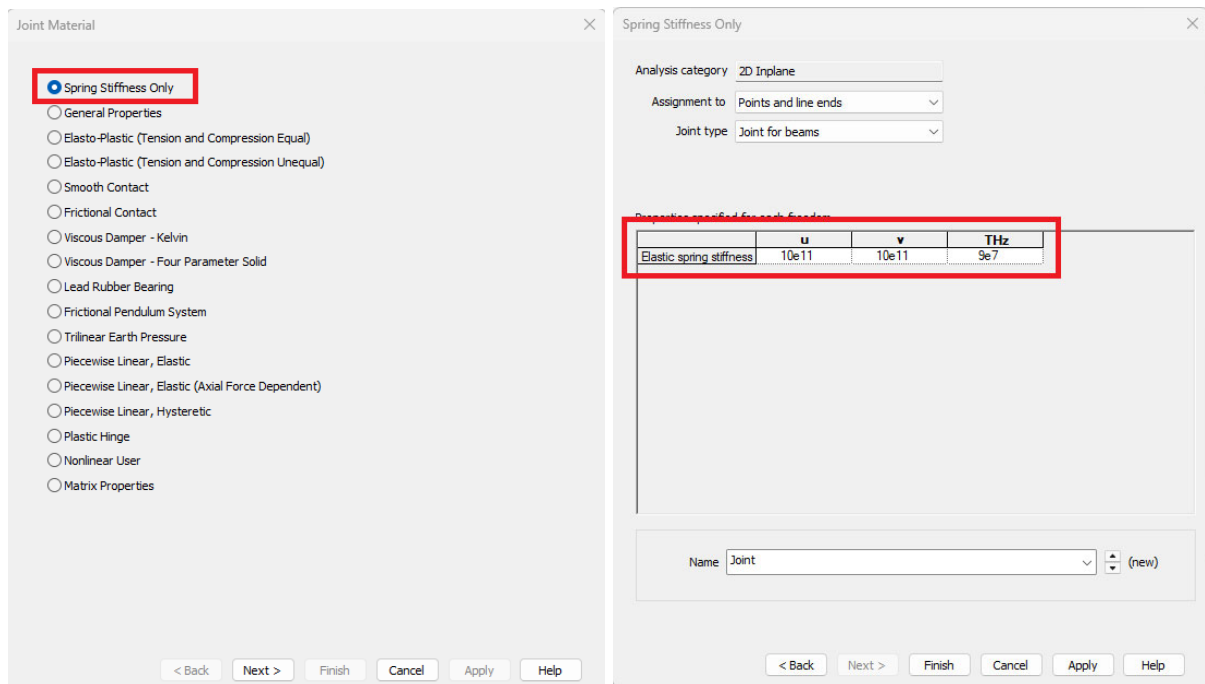 Joint Material
Spring Stiffness Only
General Properties
Elasto-Plastic (Tension and Compression Equal)
Elasto-Plastic (Tension and Compression Unequal)
Smooth Contact
Frictional Contact
Viscous Damper - Kelvin
Viscous Damper - Four Parameter Solid
Lead Rubber Bearing
Frictional Pendulum System
Trilinear Earth Pressure
Piecewise Linear, Elastic
Piecewise Linear, Elastic (Axial Force Dependent)
Piecewise Linear, Hysteretic
Plastic Hinge
Nonlinear User
Matrix Properties
< Back Next > Finish Cancel Apply Help
Spring Stiffness Only
Analysis category 2D Inplane
Assignment to Points and line ends
Joint type Joint for beams
Properties specified for each freedom
u v THz
Elastic spring stiffness 10e11 10e11 9e7
Name Joint (new)
< Back Next > Finish Cancel Apply Help